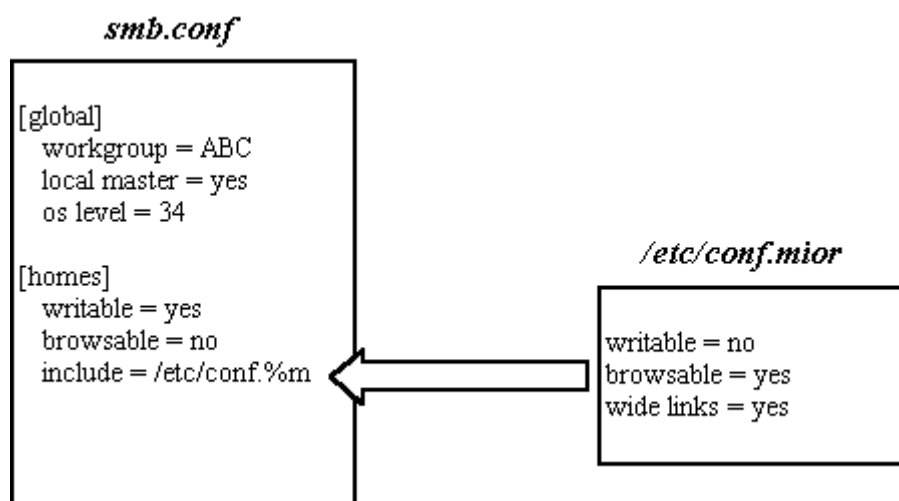 smb.conf
[global]
workgroup = ABC
local master = yes
os level = 34
[homes]
writable = yes
browsable = no
include = /etc/conf.%m
/etc/conf.mior
writable = no
browsable = yes
wide links = yes